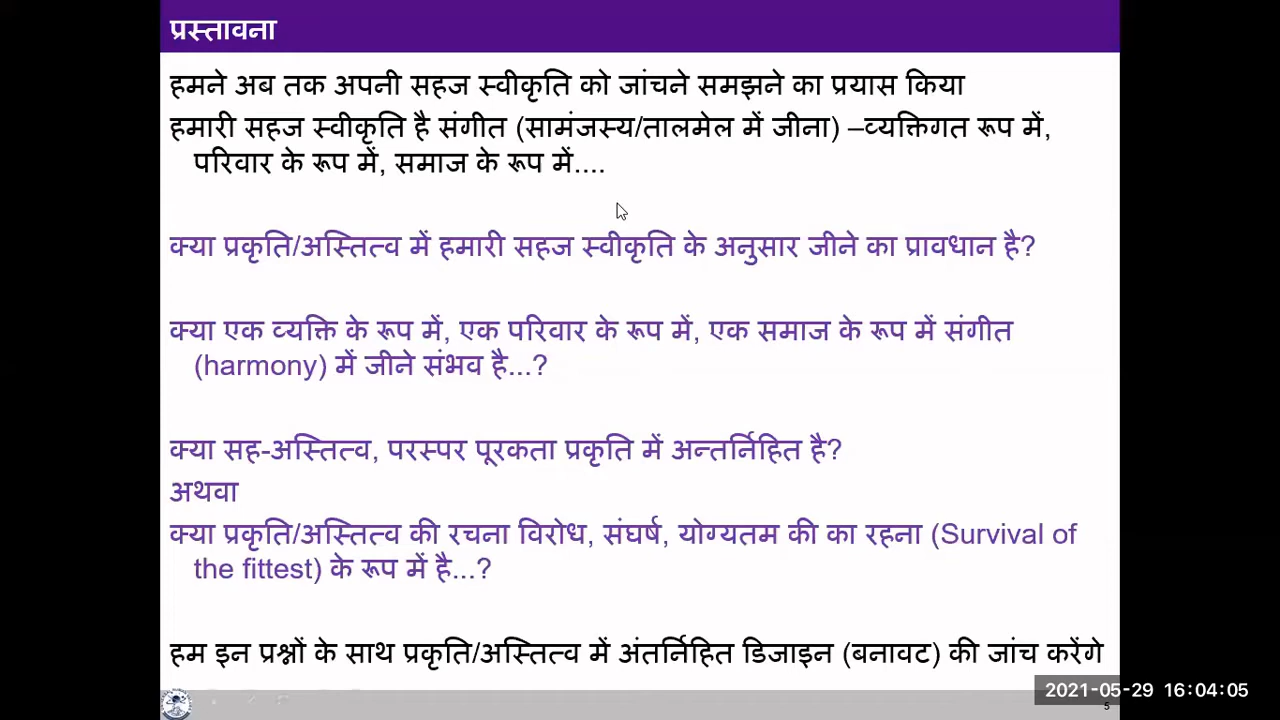 प्रस्तावना
हमने अब तक अपनी सहज स्वीकृति को जांचने समझने का प्रयास किया
हमारी सहज स्वीकृति है संगीत (सामंजस्य/तालमेल में जीना) –व्यक्तिगत रूप में,
परिवार के रूप में, समाज के रूप में....
क्या प्रकृति/अस्तित्व में हमारी सहज स्वीकृति के अनुसार जीने का प्रावधान है?
क्या एक व्यक्ति के रूप में, एक परिवार के रूप में, एक समाज के रूप में संगीत
(harmony) में जीने संभव है...?
क्या सह-अस्तित्व, परस्पर पूरकता प्रकृति में अन्तर्निहित है?
अथवा
क्या प्रकृति/अस्तित्व की रचना विरोध, संघर्ष, योग्यतम की का रहना (Survival of
the fittest) के रूप में है...?
हम इन प्रश्नों के साथ प्रकृति/अस्तित्व में अंतर्निहित डिजाइन (बनावट) की जांच करेंगे
2021-05-29 16:04:05
5